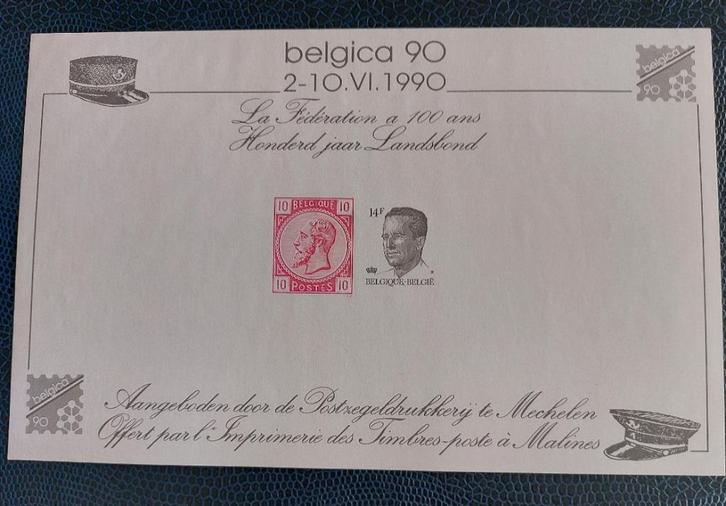 belgica 90
2-10.VI.1990
belgica
90
La Fédération a 100 ans
Honderd jaar Landsbond
10 BELGIQUE 10
10 POSTES 10
14F
BELGIQUE-BELGIË
belgica
90
Aangeboden door de Postzegeldrukkerij te Mechelen
Offert par l'Imprimerie des Timbres-poste à Malines